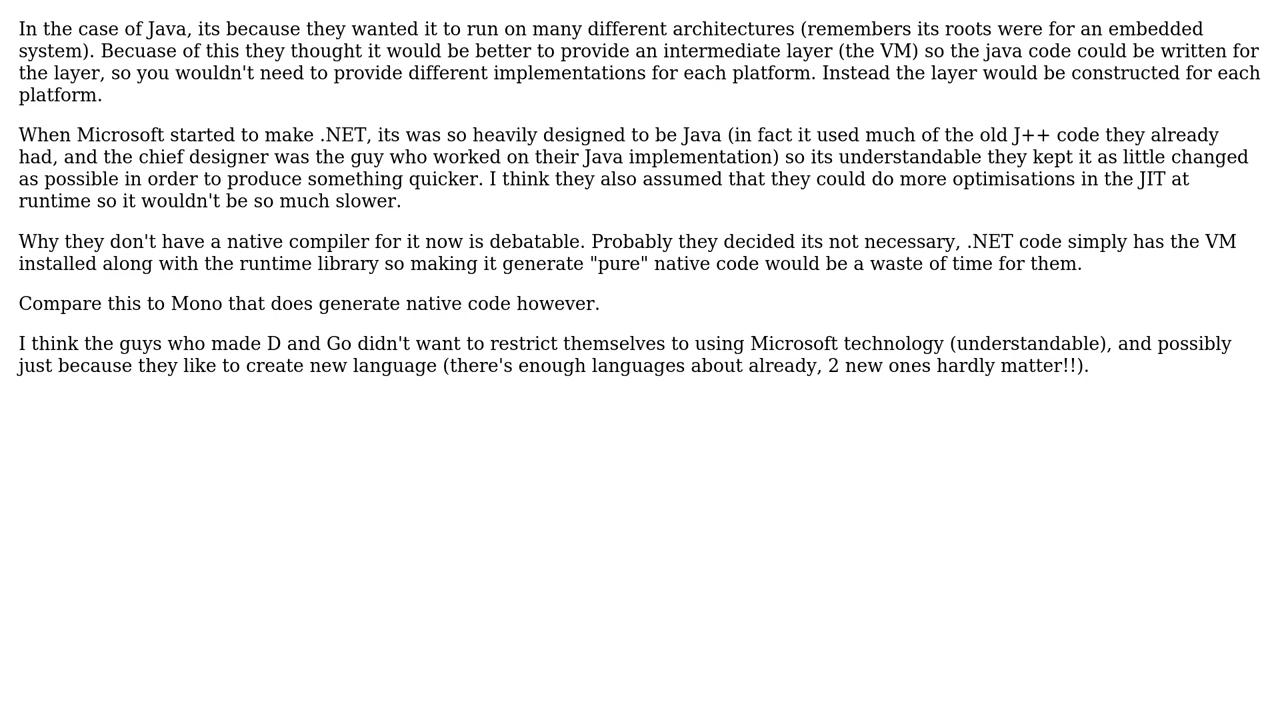 In the case of Java, its because they wanted it to run on many different architectures (remembers its roots were for an embedded
system). Becuase of this they thought it would be better to provide an intermediate layer (the VM) so the java code could be written for
the layer, so you wouldn't need to provide different implementations for each platform. Instead the layer would be constructed for each
platform.
When Microsoft started to make .NET, its was so heavily designed to be Java (in fact it used much of the old J++ code they already
had, and the chief designer was the guy who worked on their Java implementation) so its understandable they kept it as little changed
as possible in order to produce something quicker. I think they also assumed that they could do more optimisations in the JIT at
runtime so it wouldn't be so much slower.
Why they don't have a native compiler for it now is debatable. Probably they decided its not necessary, .NET code simply has the VM
installed along with the runtime library so making it generate "pure" native code would be a waste of time for them.
Compare this to Mono that does generate native code however.
I think the guys who made D and Go didn't want to restrict themselves to using Microsoft technology (understandable), and possibly
just because they like to create new language (there's enough languages about already, 2 new ones hardly matter!!).